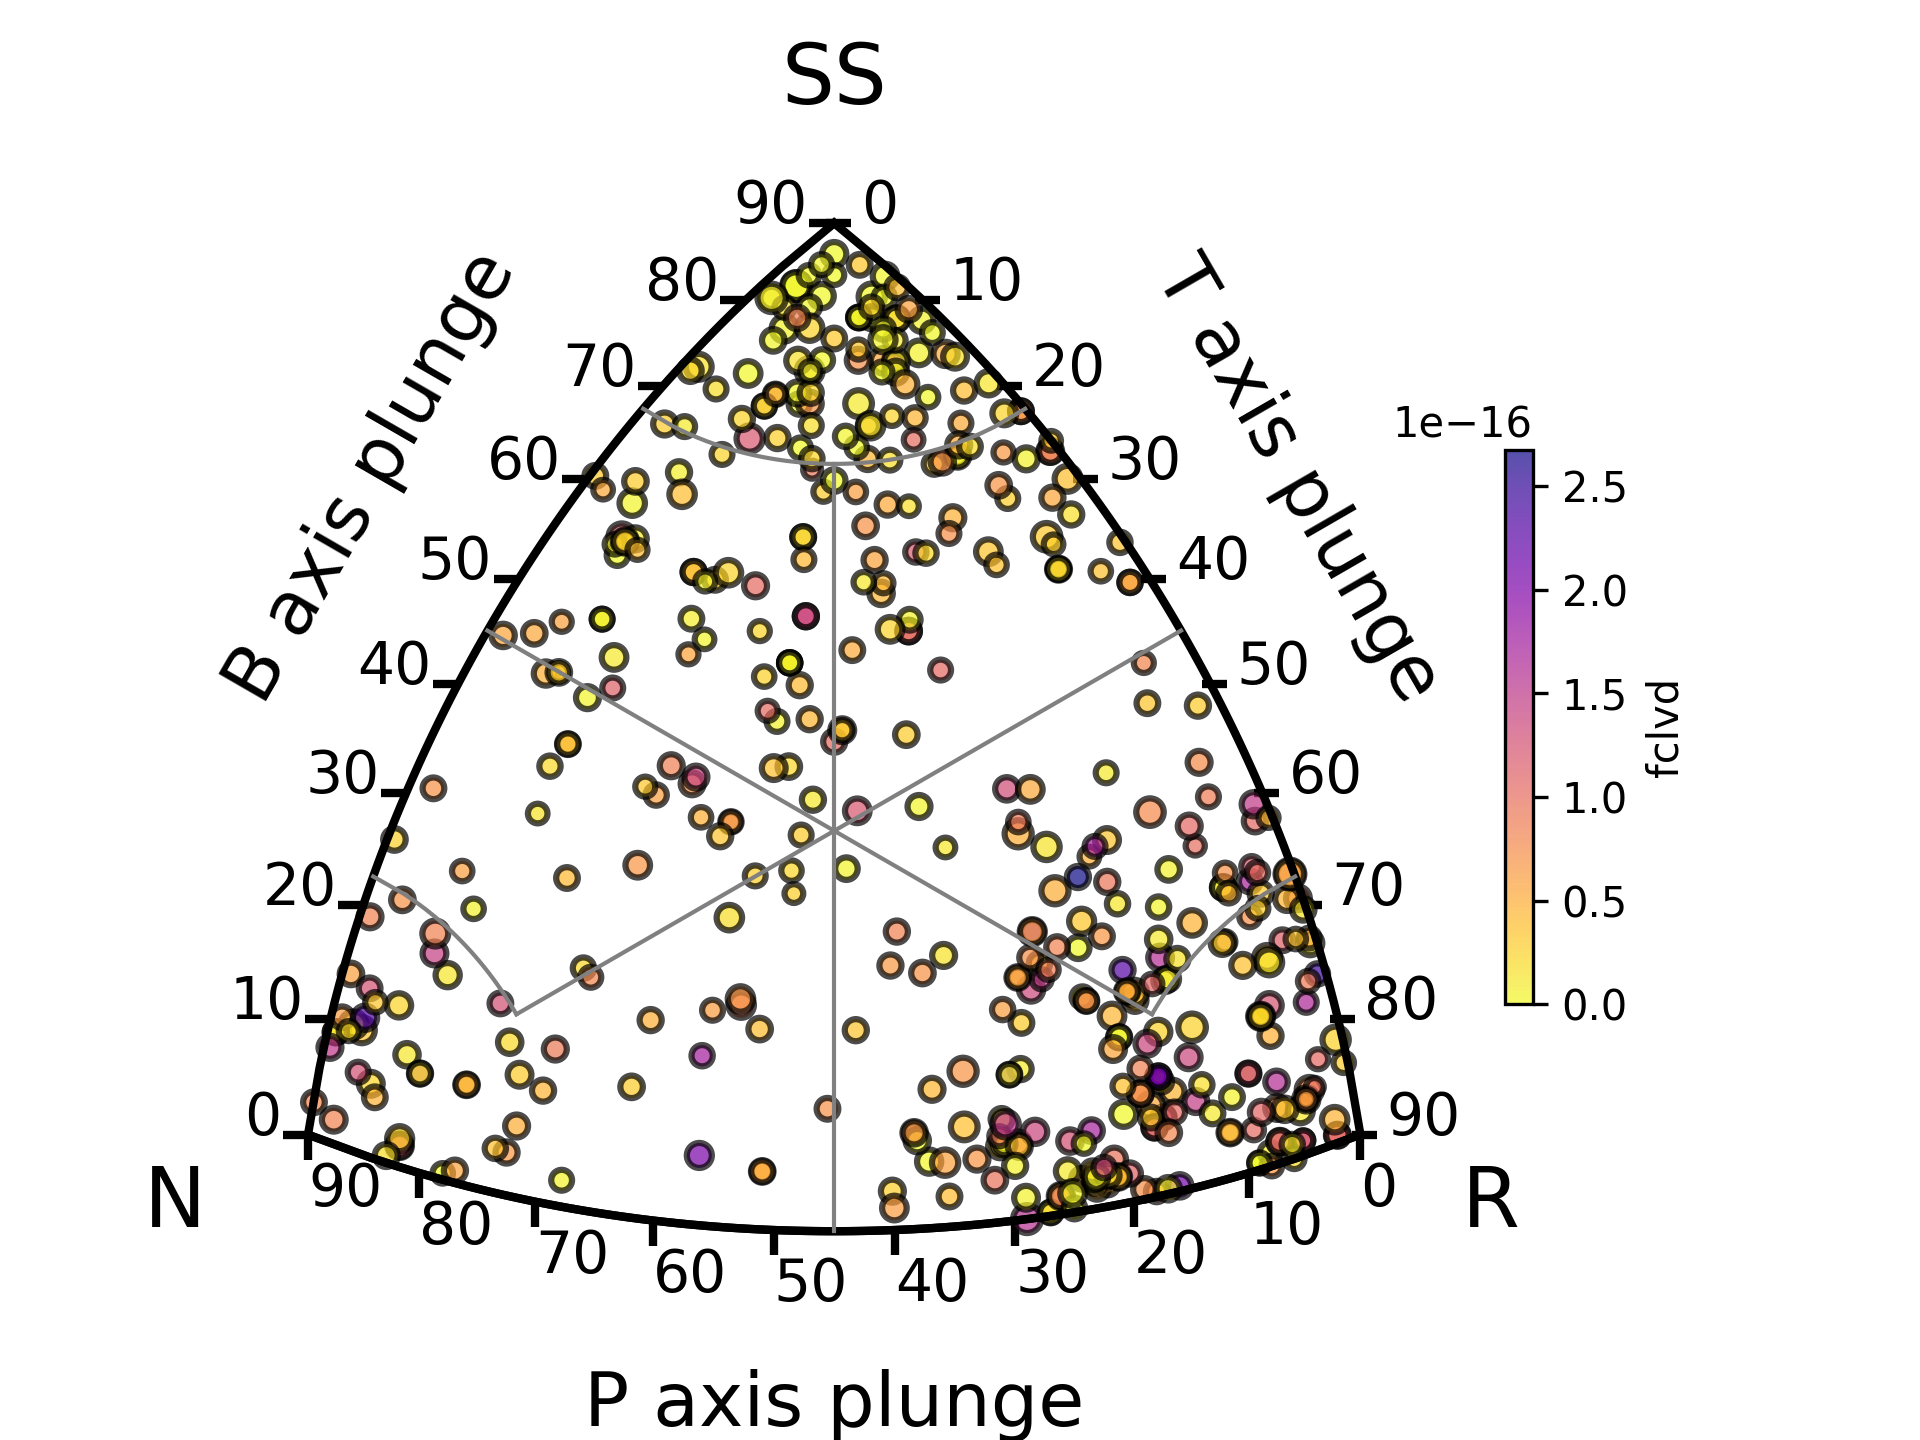 SS
90 0
80 10
70 20
60 30
50 40
40 50
30 60
20 70
10 80
0 90
B axis plunge
T axis plunge
N
R
90 80 70 60 50 40 30 20 10 0
P axis plunge
1e−16
2.5
2.0
1.5
1.0
0.5
0.0
fclvd